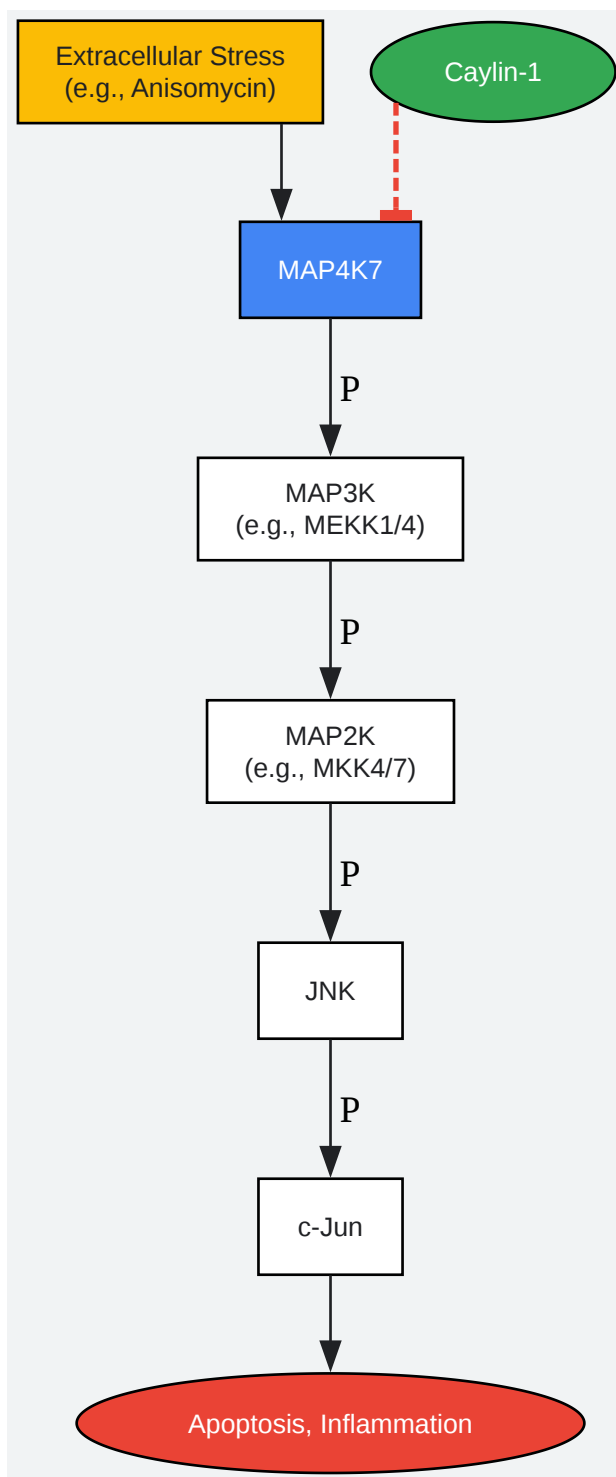 Extracellular Stress
(e.g., Anisomycin)
Caylin-1
MAP4K7
P
MAP3K
(e.g., MEKK1/4)
P
MAP2K
(e.g., MKK4/7)
P
JNK
P
c-Jun
Apoptosis, Inflammation